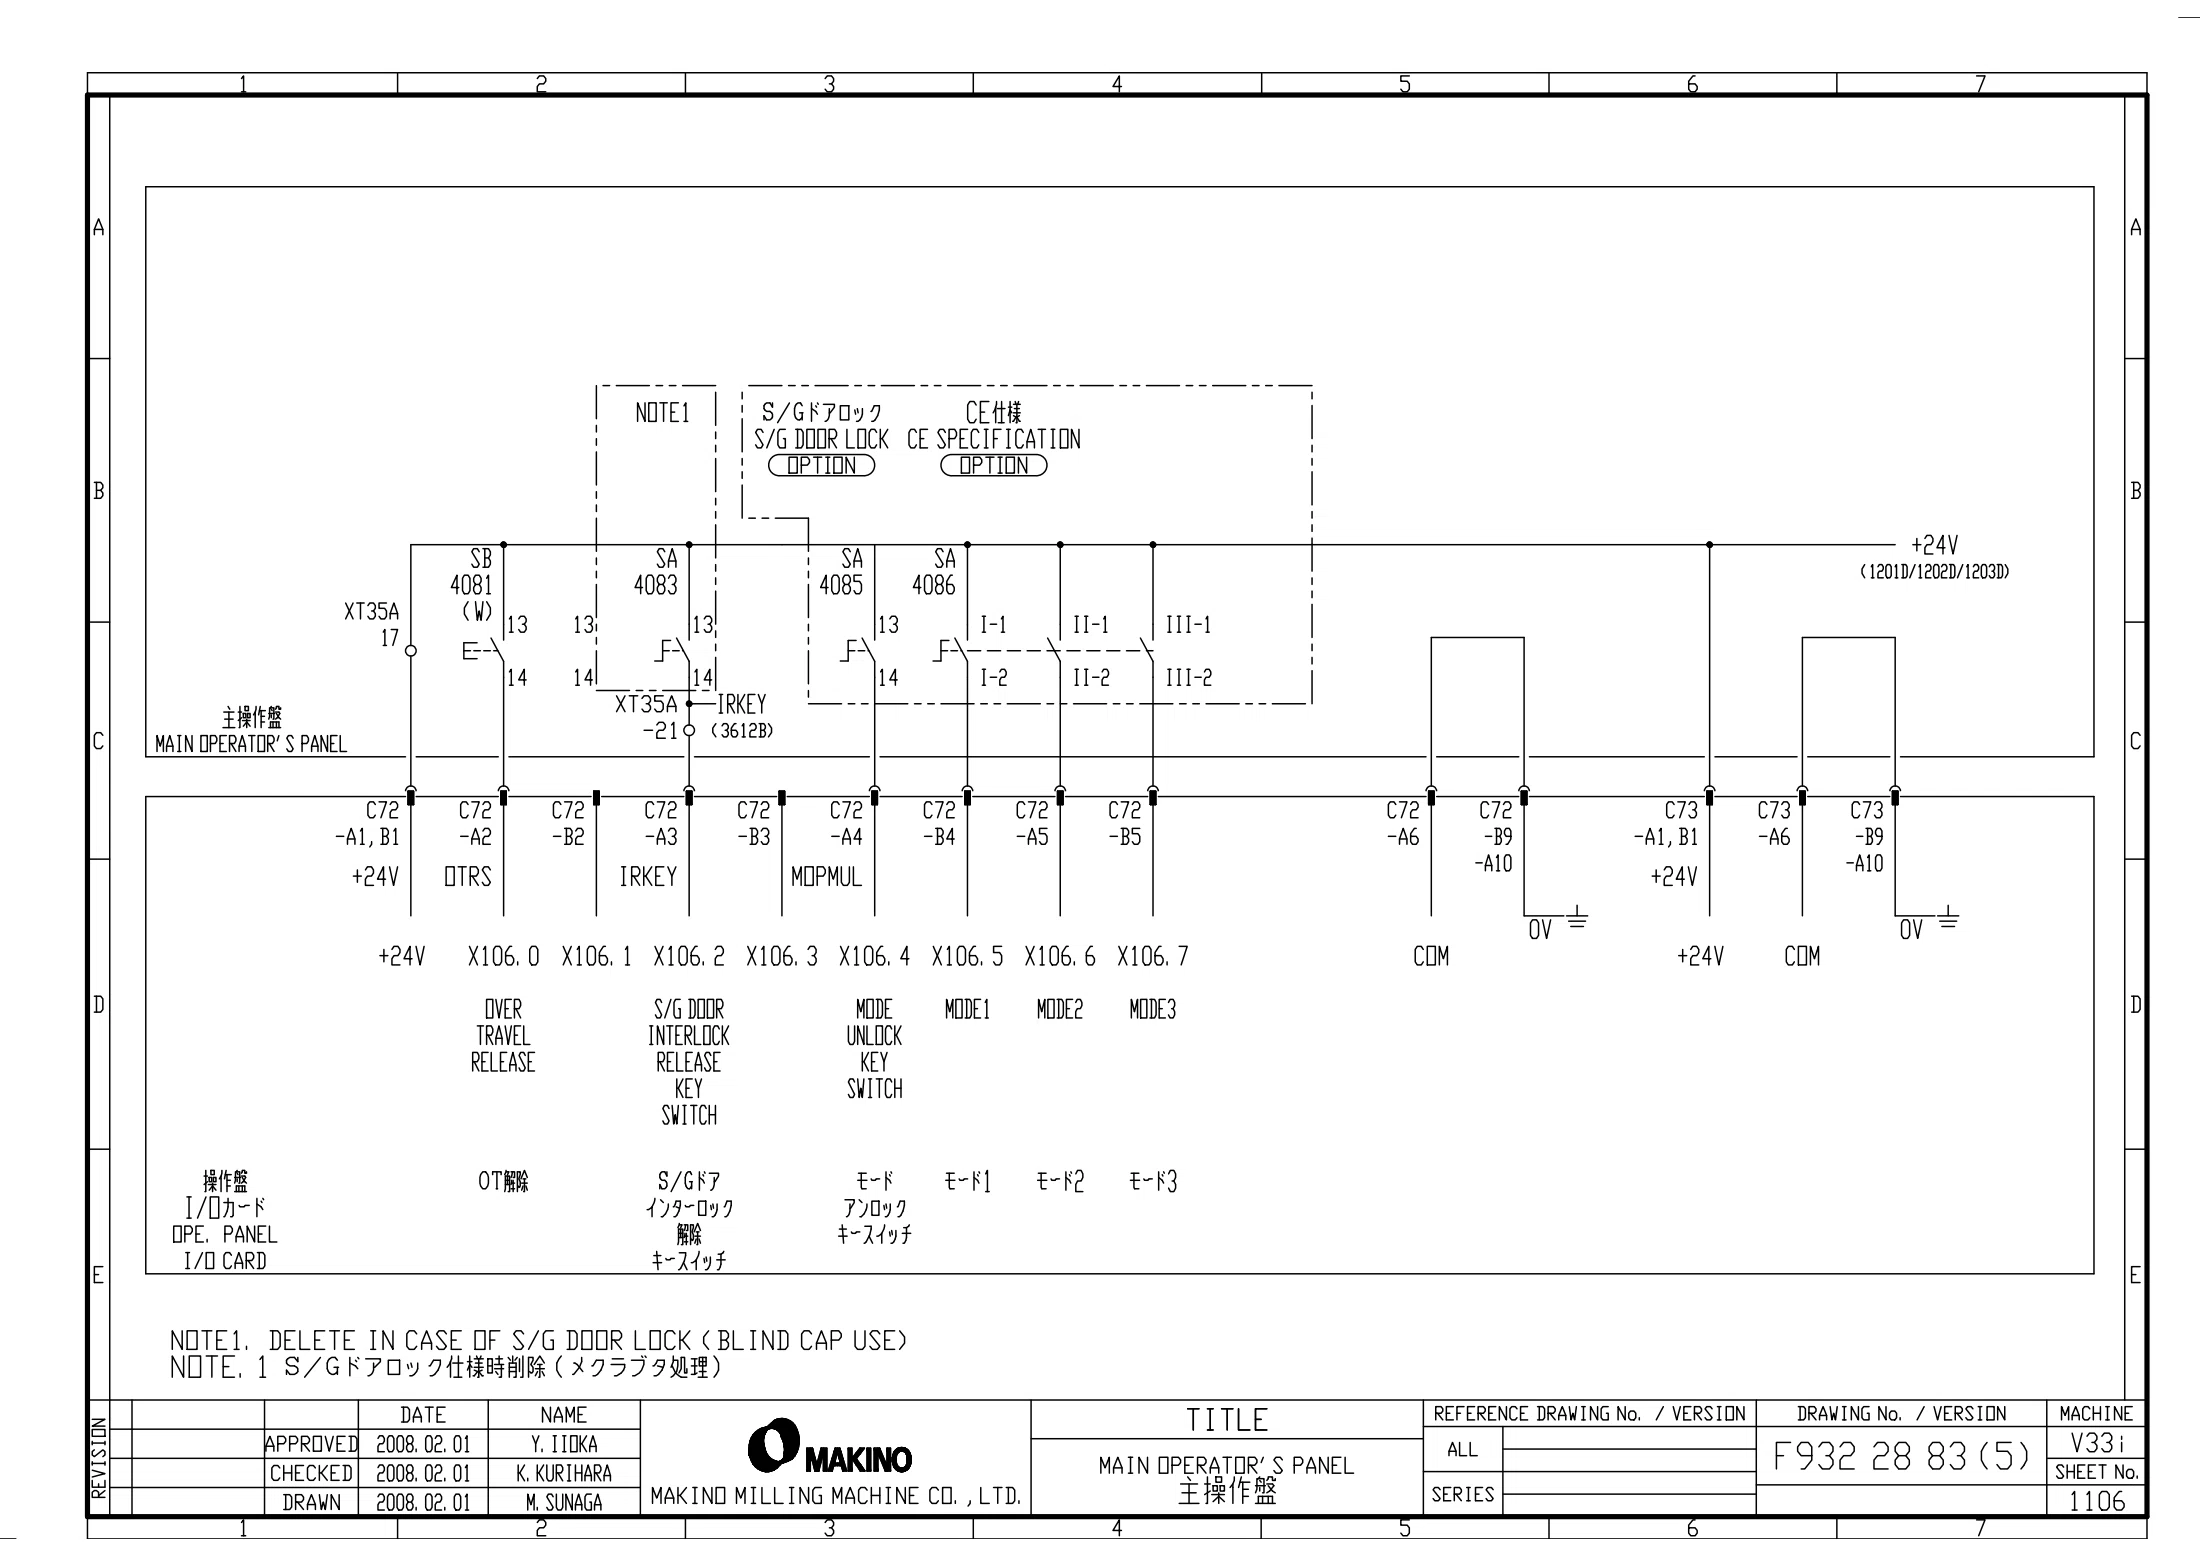 1 2 3 4 5 6 7
A A
NOTE1
S/Gドアロック CE仕様
S/G DOOR LOCK CE SPECIFICATION
OPTION OPTION
B B
+24V
(1201D/1202D/1203D)
SB SA SA SA
4081 4083 4085 4086
(W)
XT35A
17
13 13 13 13 I-1 II-1 III-1
14 14 14 14 I-2 II-2 III-2
XT35A IRKEY
-21 (3612B)
主操作盤
MAIN OPERATOR'S PANEL
C C
C72 C72 C72 C72 C72 C72 C72 C72 C72 C72 C72 C73 C73 C73
-A1, B1 -A2 -B2 -A3 -B3 -A4 -B4 -A5 -B5 -A6 -B9 -A1, B1 -A6 -B9
-A10 -A10
+24V OTRS IRKEY MOPMUL +24V
0V 0V
+24V X106. 0 X106. 1 X106. 2 X106. 3 X106. 4 X106. 5 X106. 6 X106. 7 COM +24V COM
D D
OVER S/G DOOR MODE MODE1 MODE2 MODE3
TRAVEL INTERLOCK UNLOCK
RELEASE RELEASE KEY
KEY SWITCH
SWITCH
操作盤 OT解除 S/Gドア モード モード1 モード2 モード3
I/Oカード インターロック アンロック
OPE. PANEL 解除 キースイッチ
I/O CARD キースイッチ
E E
NOTE1. DELETE IN CASE OF S/G DOOR LOCK (BLIND CAP USE)
NOTE. 1 S/Gドアロック仕様時削除(メクラブタ処理)
REVISION
DATE NAME
APPROVED 2008. 02. 01 Y. IIOKA
CHECKED 2008. 02. 01 K. KURIHARA
DRAWN 2008. 02. 01 M. SUNAGA
MAKINO
MAKINO MILLING MACHINE CO. , LTD.
TITLE
MAIN OPERATOR'S PANEL
主操作盤
REFERENCE DRAWING No. / VERSION
ALL
SERIES
DRAWING No. / VERSION
F932 28 83 (5)
MACHINE
V33i
SHEET No.
1106
1 2 3 4 5 6 7